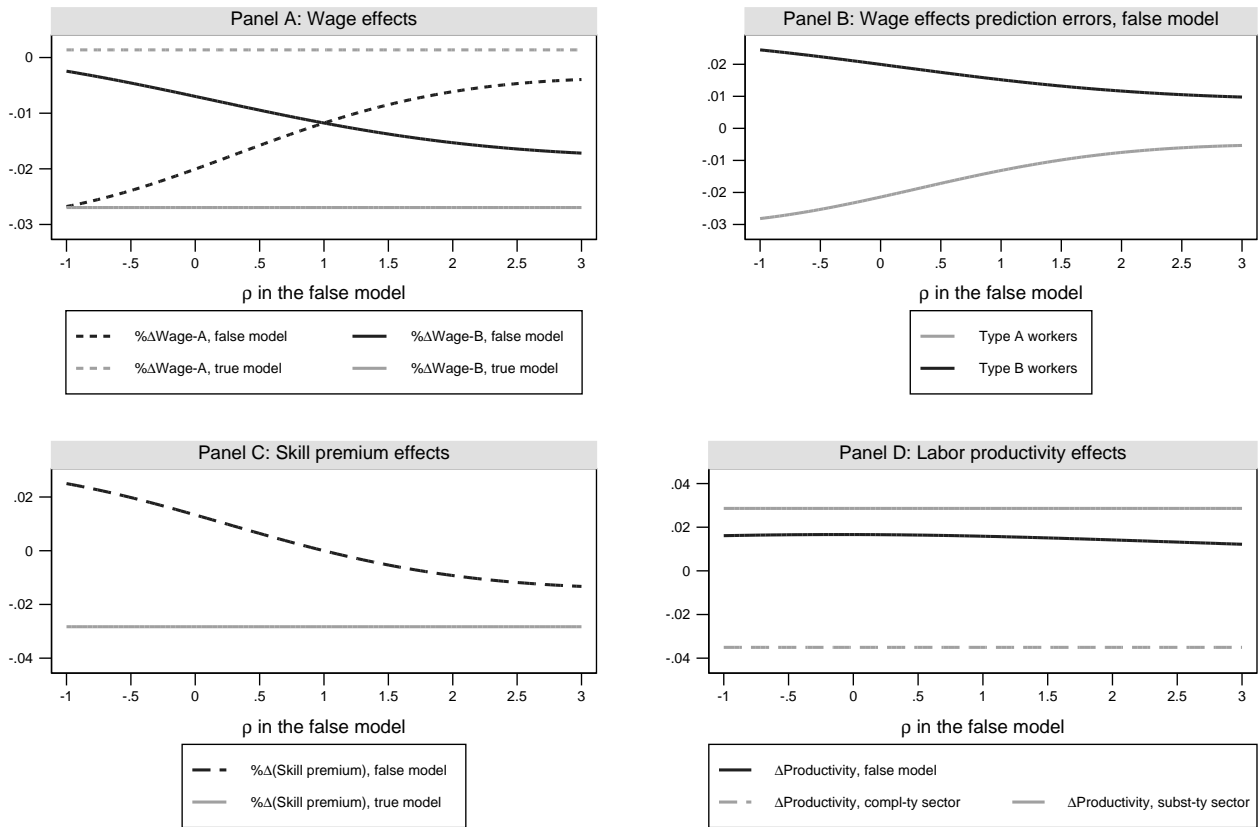 Panel A: Wage effects
0
-.01
-.02
-.03
-1
-.5
0
.5
1
1.5
2
2.5
3
ρ in the false model
%ΔWage-A, false model
%ΔWage-B, false model
%ΔWage-A, true model
%ΔWage-B, true model
Panel B: Wage effects prediction errors, false model
.02
.01
0
-.01
-.02
-.03
-1
-.5
0
.5
1
1.5
2
2.5
3
ρ in the false model
Type A workers
Type B workers
Panel C: Skill premium effects
.02
0
-.02
-.04
-1
-.5
0
.5
1
1.5
2
2.5
3
ρ in the false model
%Δ(Skill premium), false model
%Δ(Skill premium), true model
Panel D: Labor productivity effects
.04
.02
0
-.02
-.04
-1
-.5
0
.5
1
1.5
2
2.5
3
ρ in the false model
ΔProductivity, false model
ΔProductivity, compl-ty sector
ΔProductivity, subst-ty sector